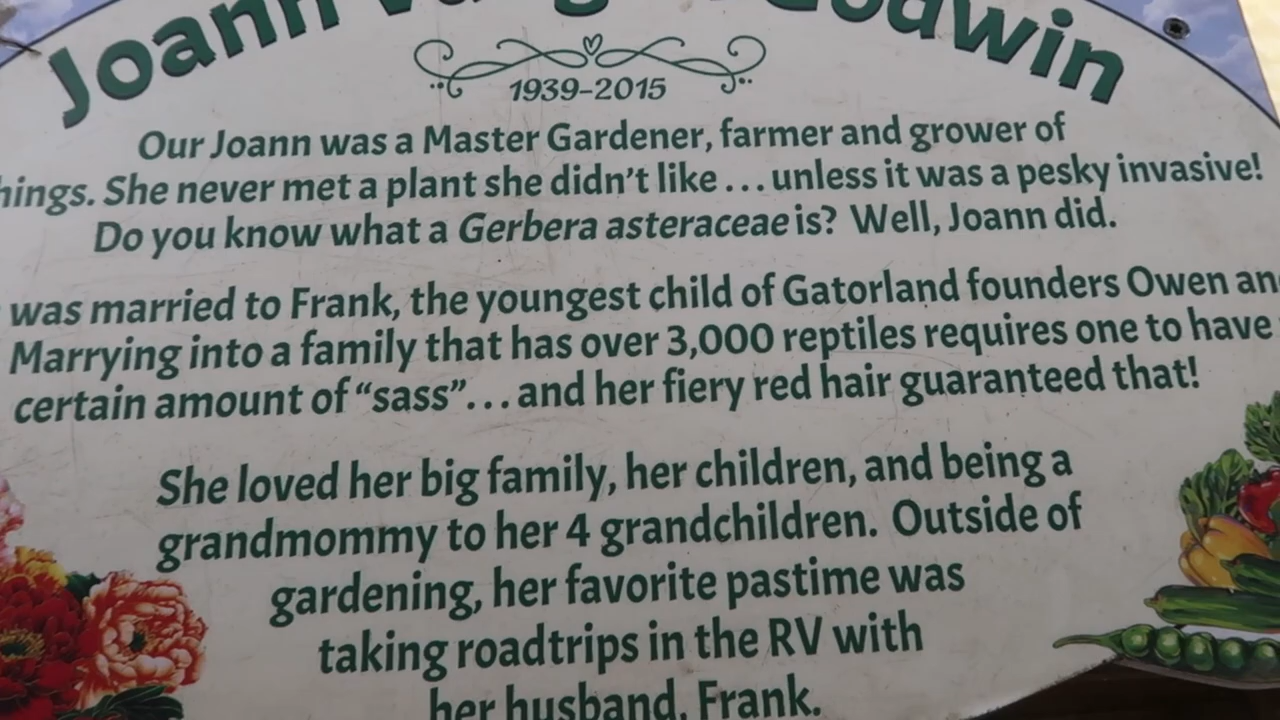 Joann Godwin
1939-2015
Our Joann was a Master Gardener, farmer and grower of
hings. She never met a plant she didn't like ... unless it was a pesky invasive!
Do you know what a Gerbera asteraceae is? Well, Joann did.
was married to Frank, the youngest child of Gatorland founders Owen an
Marrying into a family that has over 3,000 reptiles requires one to have
certain amount of "sass"... and her fiery red hair guaranteed that!
She loved her big family, her children, and being a
grandmommy to her 4 grandchildren. Outside of
gardening, her favorite pastime was
taking roadtrips in the RV with
her husband, Frank.